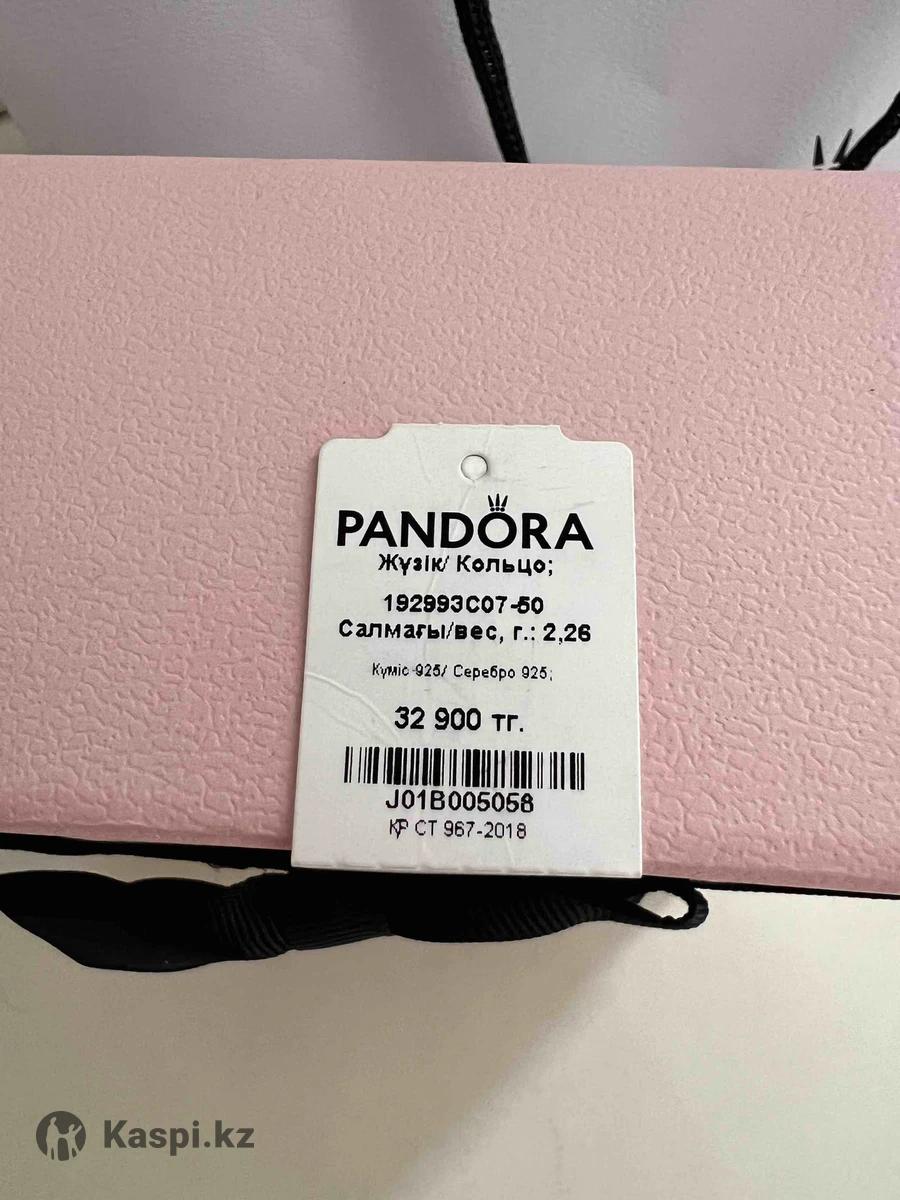 PANDORA
Жүзік/ Кольцо;
192993C07-50
Салмағы/вес, г.: 2,26
Күміс 925/ Серебро 925;
32 900 тг.
J01B005058
ҚР СТ 967-2018
Kaspi.kz